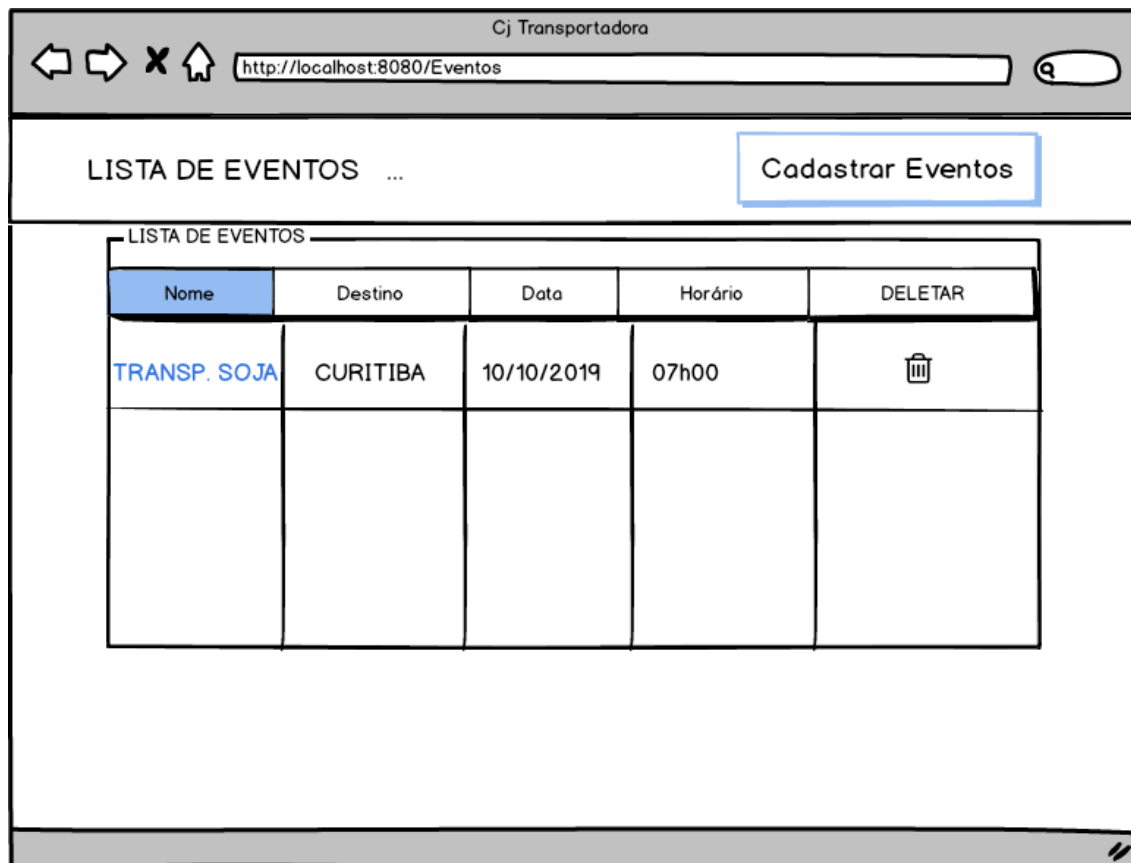 Cj Transportadora
http://localhost:8080/Eventos
LISTA DE EVENTOS ...
Cadastrar Eventos
LISTA DE EVENTOS
Nome Destino Data Horário DELETAR
TRANSP. SOJA CURITIBA 10/10/2019 07h00